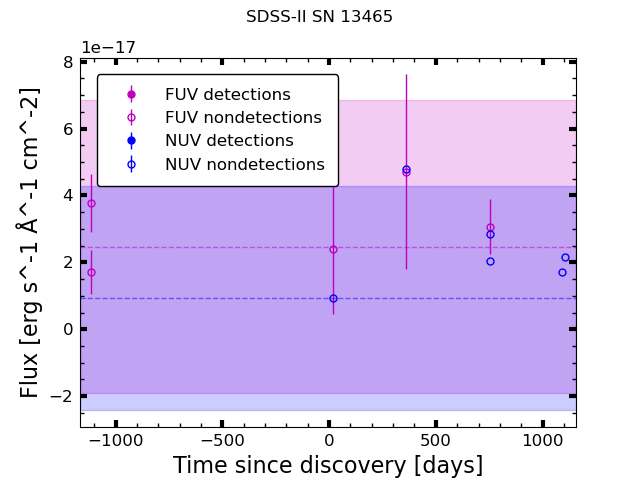 SDSS-II SN 13465
1e−17
FUV detections
FUV nondetections
NUV detections
NUV nondetections
8
6
4
2
0
−2
−1000 −500 0 500 1000
Flux [erg s^-1 Å^-1 cm^-2]
Time since discovery [days]